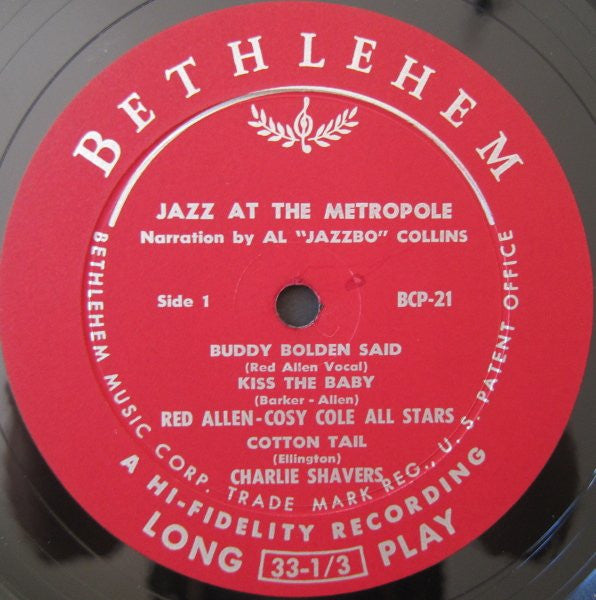 BETHLEHEM
JAZZ AT THE METROPOLE
Narration by AL "JAZZBO" COLLINS
Side 1
BCP-21
BUDDY BOLDEN SAID
(Red Allen Vocal)
KISS THE BABY
(Barker - Allen)
RED ALLEN-COSY COLE ALL STARS
COTTON TAIL
(Ellington)
CHARLIE SHAVERS
BETHLEHEM MUSIC CORP. TRADE MARK REG., U. S. PATENT OFFICE
A HI-FIDELITY RECORDING
LONG 33-1/3 PLAY